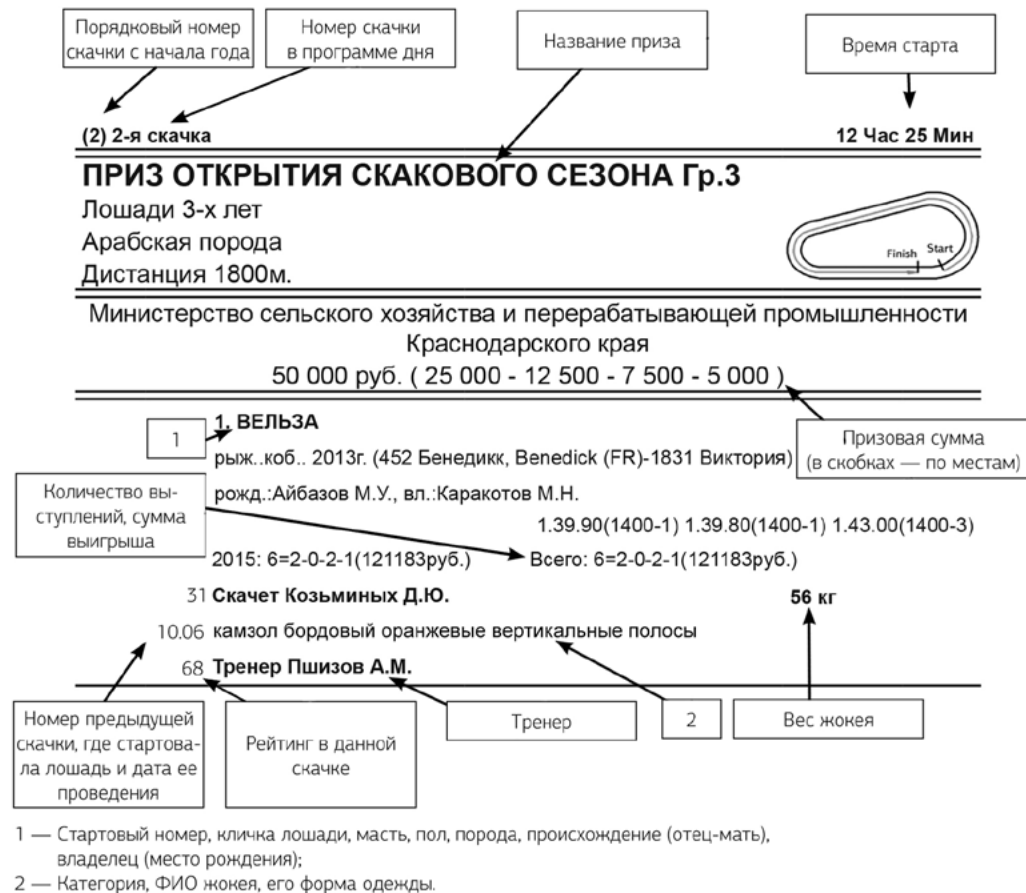 Порядковый номер
скачки с начала года
Номер скачки
в программе дня
Название приза
Время старта
(2) 2-я скачка
12 Час 25 Мин
ПРИЗ ОТКРЫТИЯ СКАКОВОГО СЕЗОНА Гр.3
Лошади 3-х лет
Арабская порода
Дистанция 1800м.
Finish
Start
Министерство сельского хозяйства и перерабатывающей промышленности
Краснодарского края
50 000 руб. ( 25 000 - 12 500 - 7 500 - 5 000 )
1
1. ВЕЛЬЗА
Призовая сумма
(в скобках — по местам)
рыж..коб.. 2013г. (452 Бенедикк, Benedick (FR)-1831 Виктория)
Количество вы-
ступлений, сумма
выигрыша
рожд.:Айбазов М.У., вл.:Каракотов М.Н.
1.39.90(1400-1) 1.39.80(1400-1) 1.43.00(1400-3)
2015: 6=2-0-2-1(121183руб.)
Всего: 6=2-0-2-1(121183руб.)
31 Скачет Козьминых Д.Ю.
56 кг
10.06 камзол бордовый оранжевые вертикальные полосы
68 Тренер Пшизов А.М.
Номер предыдущей
скачки, где стартова-
ла лошадь и дата ее
проведения
Рейтинг в данной
скачке
Тренер
2
Вес жокея
1 — Стартовый номер, кличка лошади, масть, пол, порода, происхождение (отец-мать),
владелец (место рождения);
2 — Категория, ФИО жокея, его форма одежды.